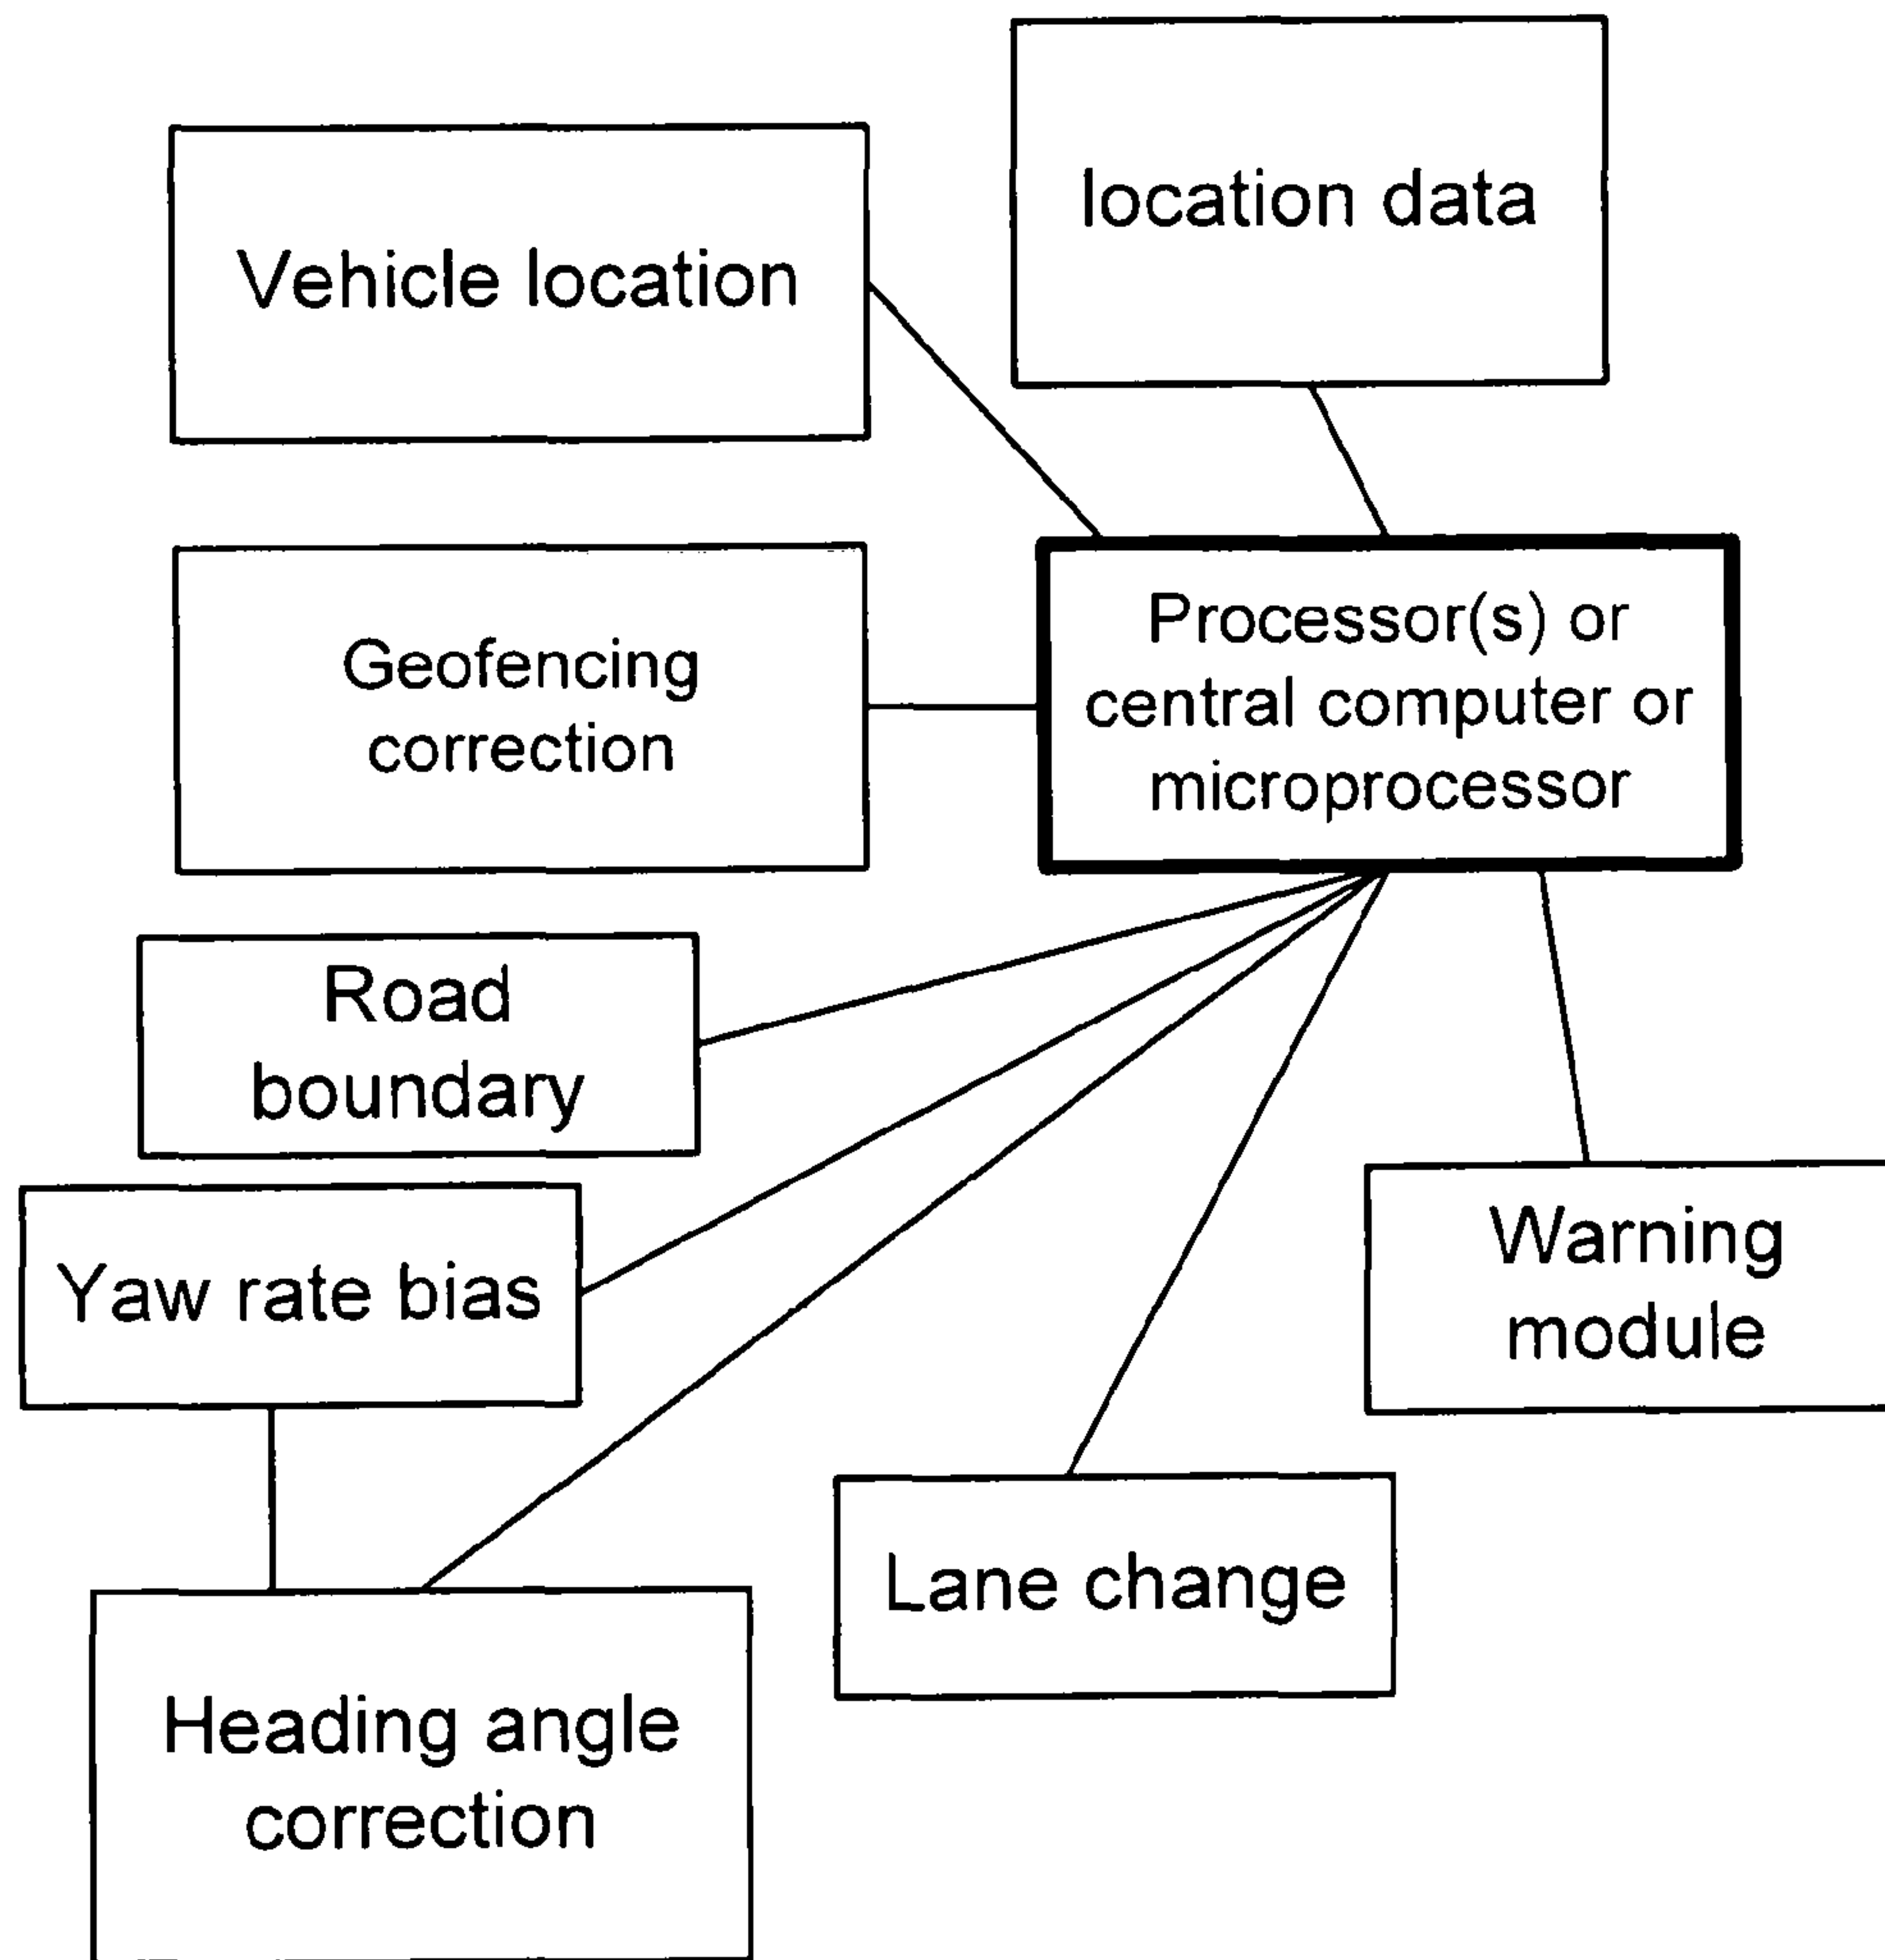 location data
Vehicle location
Processor(s) or
central computer or
microprocessor
Geofencing
correction
Road
boundary
Yaw rate bias
Warning
module
Lane change
Heading angle
correction